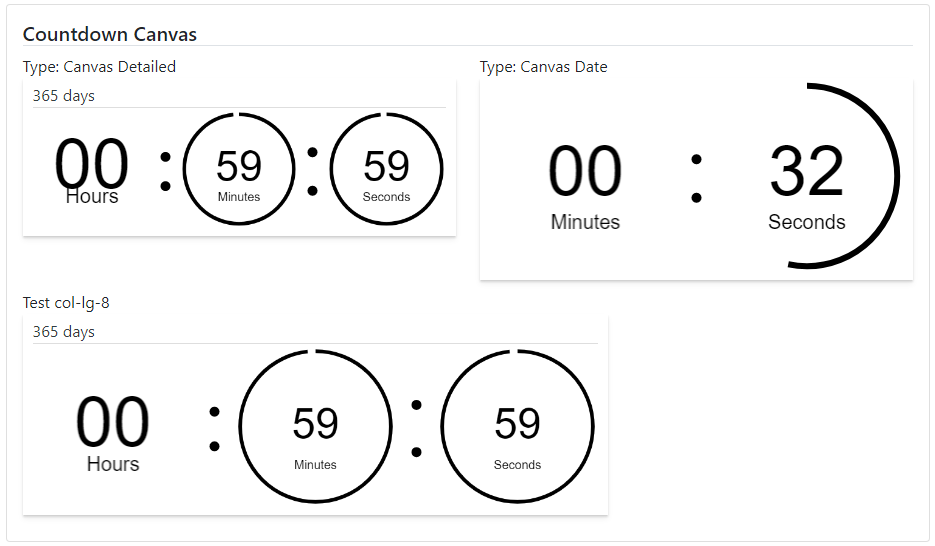 Countdown Canvas
Type: Canvas Detailed
365 days
00 : 59 : 59
Hours Minutes Seconds
Type: Canvas Date
00 : 32
Minutes Seconds
Test col-lg-8
365 days
00 : 59 : 59
Hours Minutes Seconds